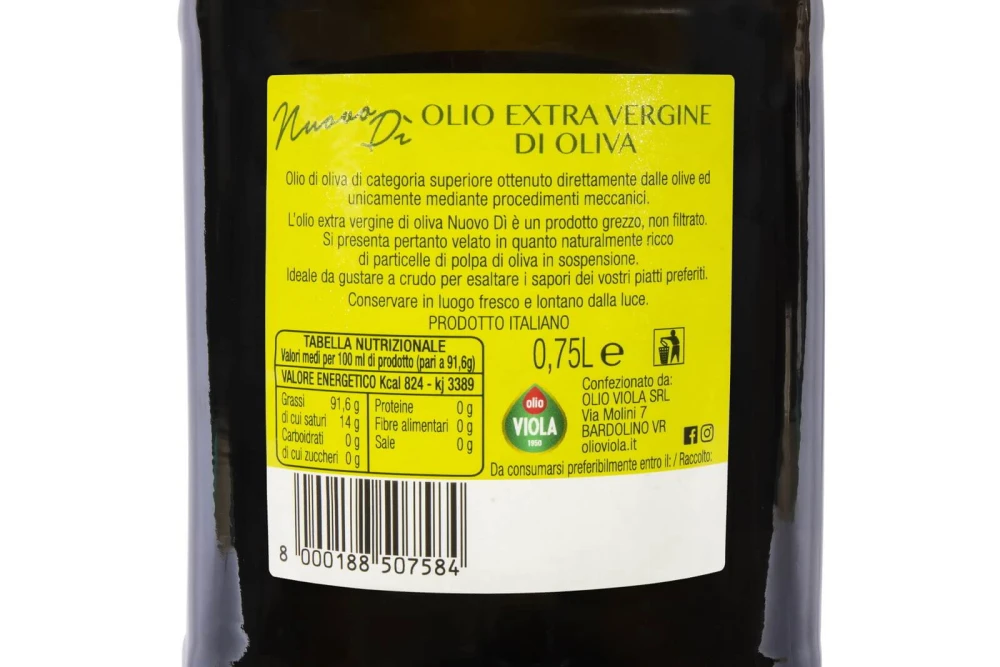 Nuovo Dì
OLIO EXTRA VERGINE
DI OLIVA
Olio di oliva di categoria superiore ottenuto direttamente dalle olive ed
unicamente mediante procedimenti meccanici.
L'olio extra vergine di oliva Nuovo Dì è un prodotto grezzo, non filtrato.
Si presenta pertanto velato in quanto naturalmente ricco
di particelle di polpa di oliva in sospensione.
Ideale da gustare a crudo per esaltare i sapori dei vostri piatti preferiti.
Conservare in luogo fresco e lontano dalla luce.
PRODOTTO ITALIANO
TABELLA NUTRIZIONALE
Valori medi per 100 ml di prodotto (pari a 91,6g)
VALORE ENERGETICO Kcal 824 - kj 3389
Grassi 91,6 g
di cui saturi 14 g
Carboidrati 0 g
di cui zuccheri 0 g
Proteine 0 g
Fibre alimentari 0 g
Sale 0 g
0,75L e
olio
VIOLA
1950
Confezionato da:
OLIO VIOLA SRL
Via Molini 7
BARDOLINO VR
olioviola.it
Da consumarsi preferibilmente entro il: / Raccolto:
8 000188 507584